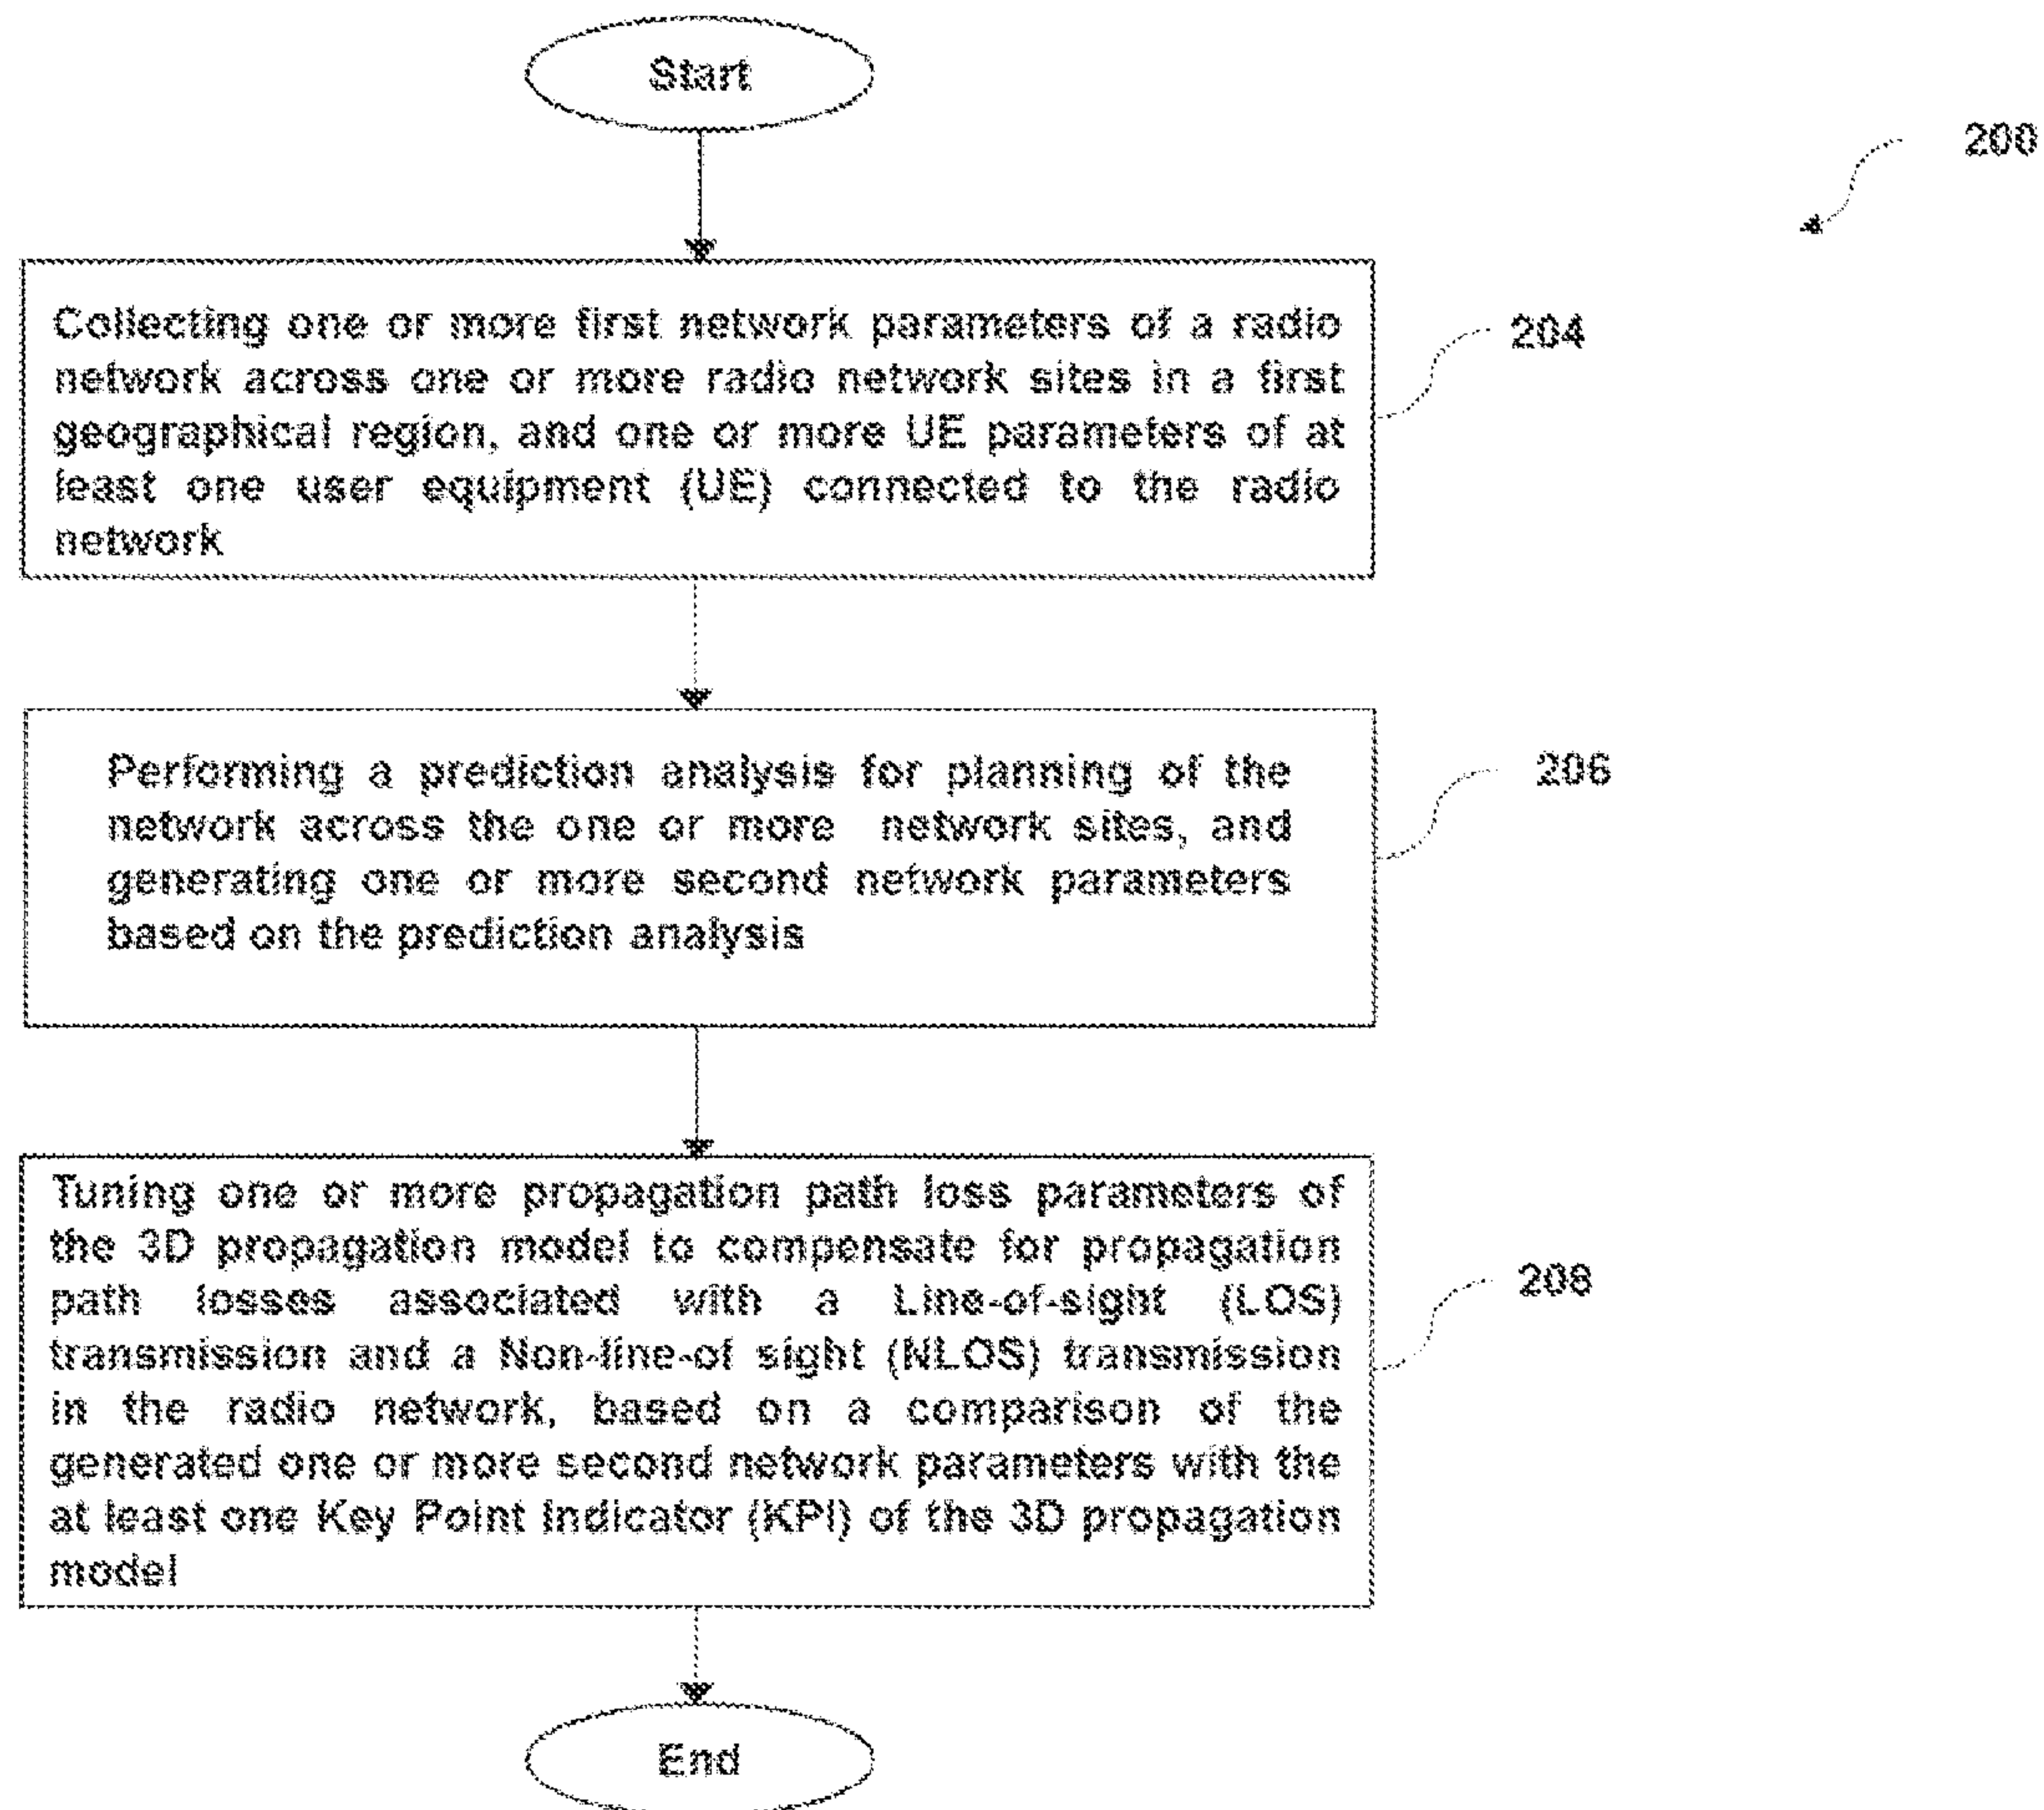 Start
200
Collecting one or more first network parameters of a radio
network across one or more radio network sites in a first
geographical region, and one or more UE parameters of at
least one user equipment (UE) connected to the radio
network
204
Performing a prediction analysis for planning of the
network across the one or more network sites, and
generating one or more second network parameters
based on the prediction analysis
206
Tuning one or more propagation path loss parameters of
the 3D propagation model to compensate for propagation
path losses associated with a Line-of-sight (LOS)
transmission and a Non-line-of sight (NLOS) transmission
in the radio network, based on a comparison of the
generated one or more second network parameters with the
at least one Key Point Indicator (KPI) of the 3D propagation
model
208
End